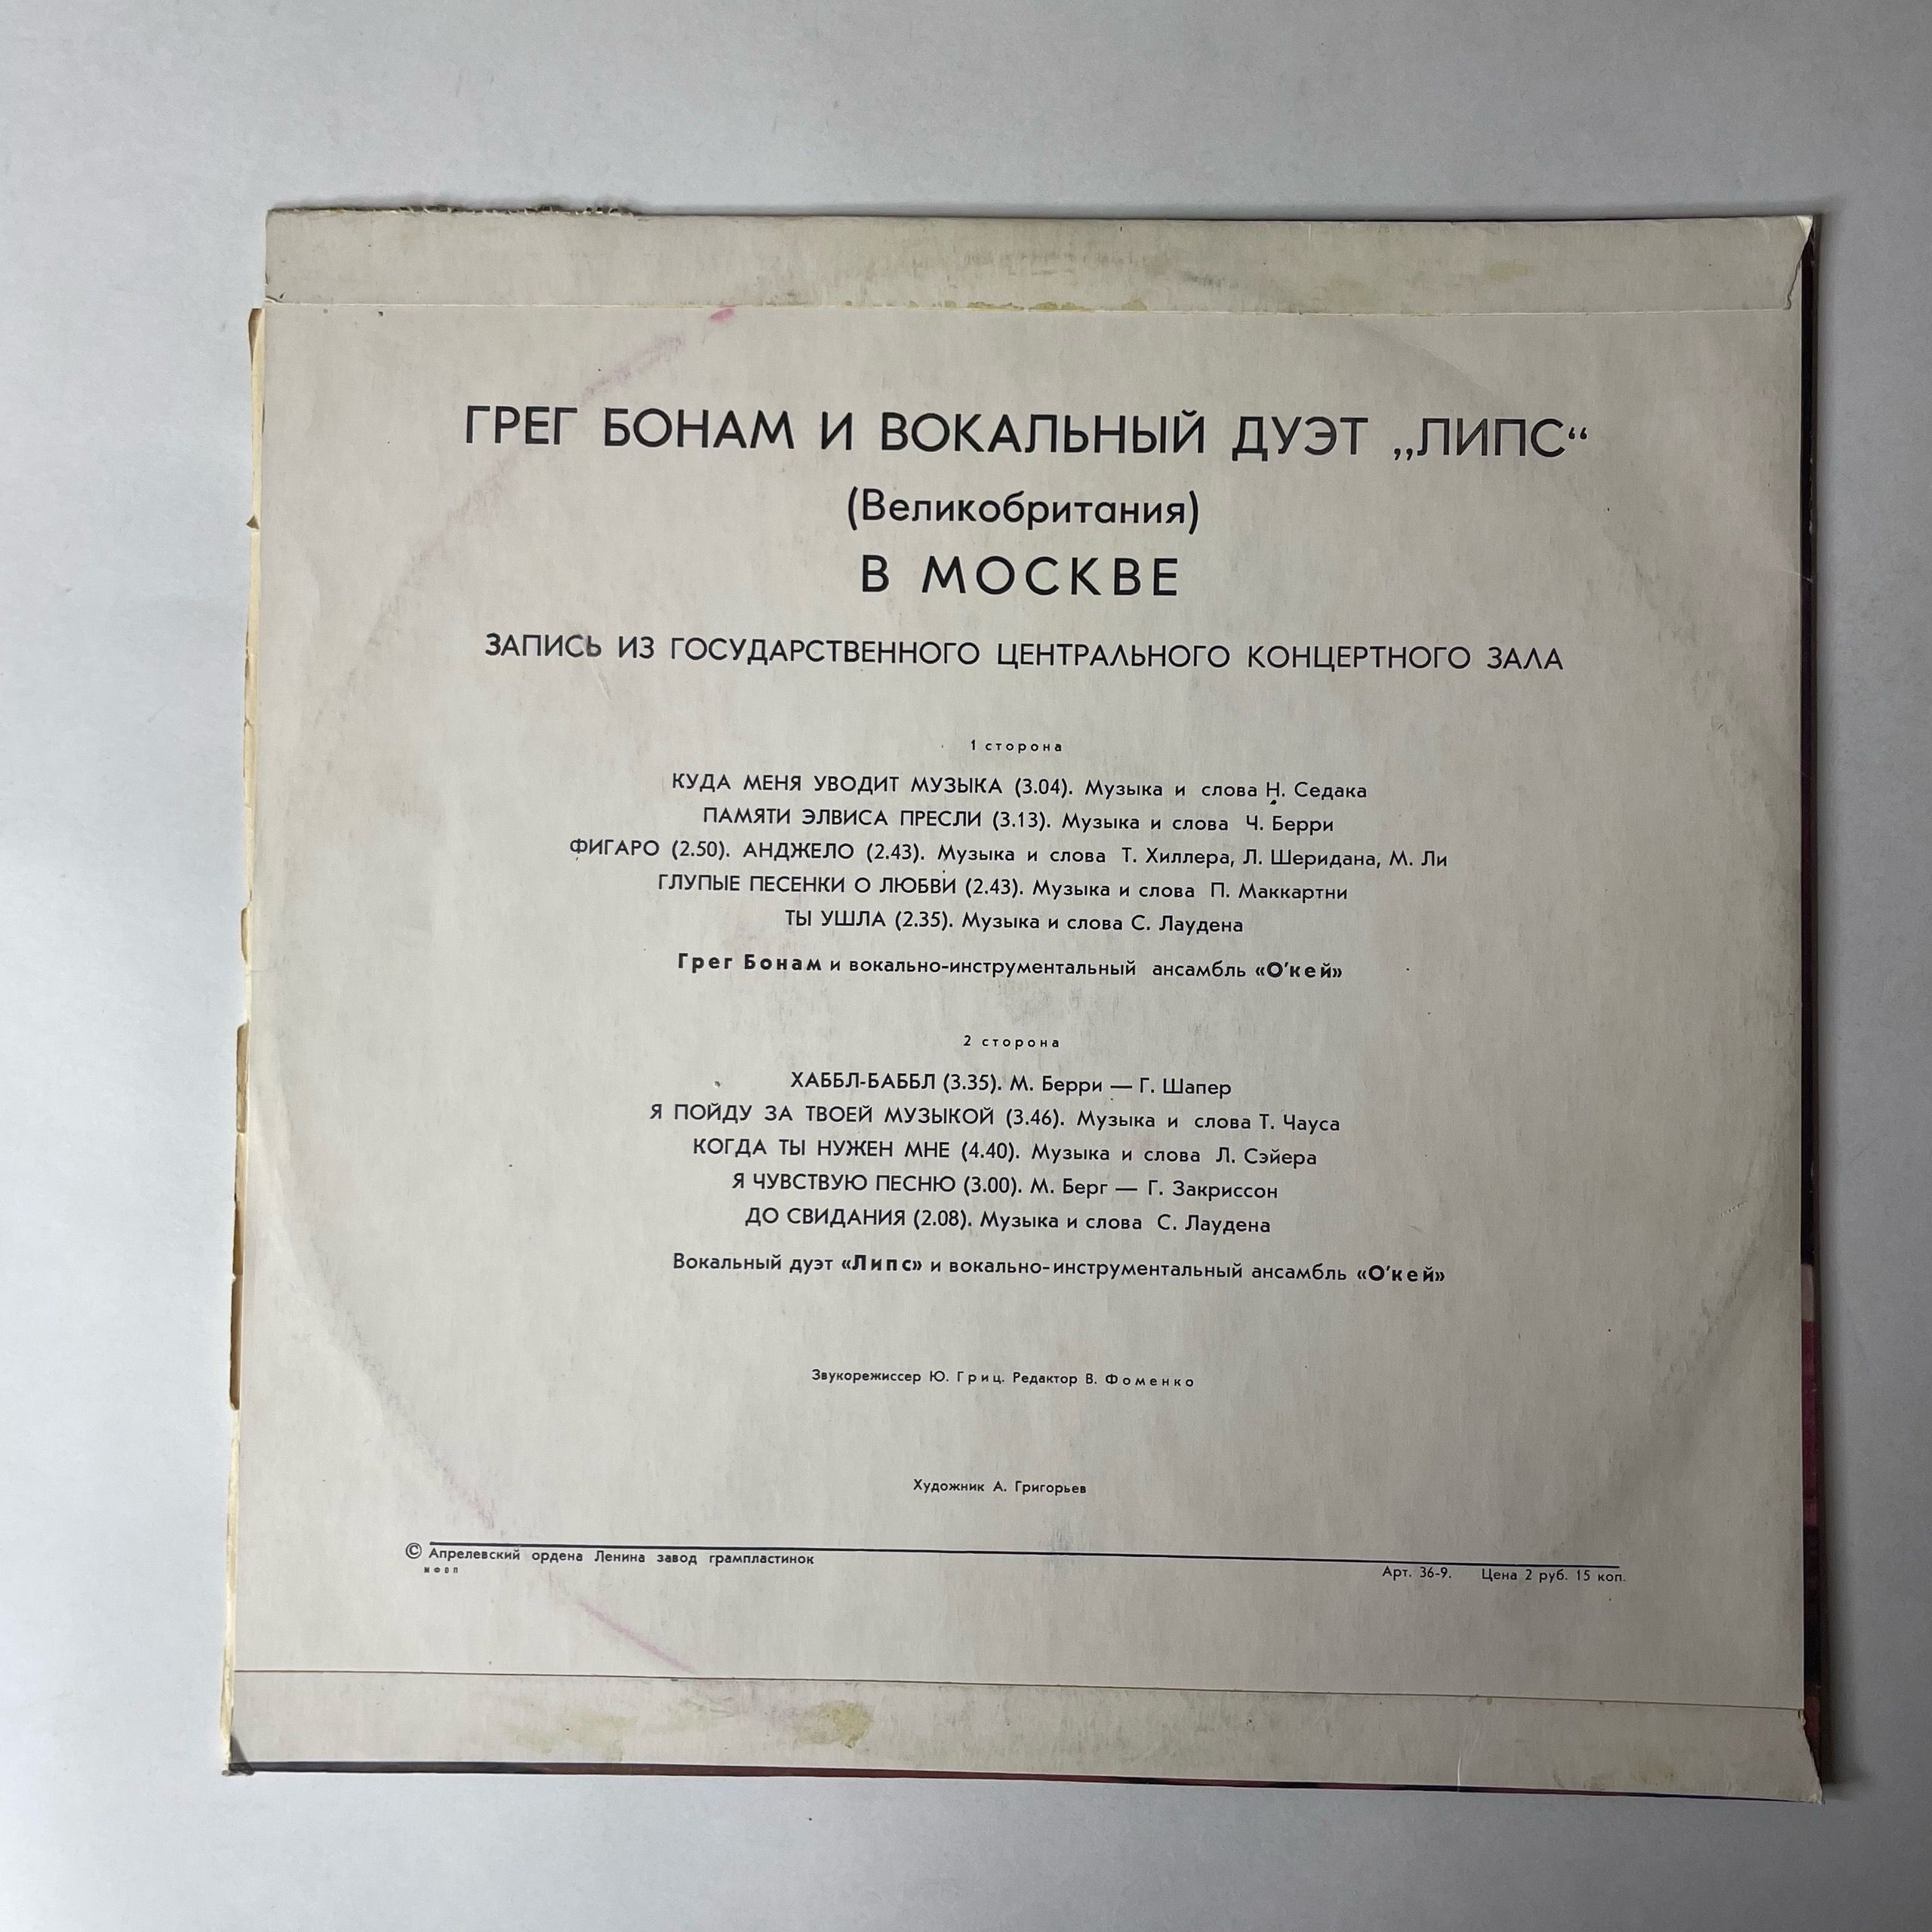 ГРЕГ БОНАМ И ВОКАЛЬНЫЙ ДУЭТ „ЛИПС“
(Великобритания)
В МОСКВЕ
ЗАПИСЬ ИЗ ГОСУДАРСТВЕННОГО ЦЕНТРАЛЬНОГО КОНЦЕРТНОГО ЗАЛА
1 сторона
КУДА МЕНЯ УВОДИТ МУЗЫКА (3.04). Музыка и слова Н. Седака
ПАМЯТИ ЭЛВИСА ПРЕСЛИ (3.13). Музыка и слова Ч. Берри
ФИГАРО (2.50). АНДЖЕЛО (2.43). Музыка и слова Т. Хиллера, Л. Шеридана, М. Ли
ГЛУПЫЕ ПЕСЕНКИ О ЛЮБВИ (2.43). Музыка и слова П. Маккартни
ТЫ УШЛА (2.35). Музыка и слова С. Лаудена
Грег Бонам и вокально-инструментальный ансамбль «О’кей»
2 сторона
ХАББЛ-БАББЛ (3.35). М. Берри — Г. Шапер
Я ПОЙДУ ЗА ТВОЕЙ МУЗЫКОЙ (3.46). Музыка и слова Т. Чауса
КОГДА ТЫ НУЖЕН МНЕ (4.40). Музыка и слова Л. Сэйера
Я ЧУВСТВУЮ ПЕСНЮ (3.00). М. Берг — Г. Закриссон
ДО СВИДАНИЯ (2.08). Музыка и слова С. Лаудена
Вокальный дуэт «Липс» и вокально-инструментальный ансамбль «О’кей»
Звукорежиссер Ю. Гриц. Редактор В. Фоменко
Художник А. Григорьев
© Апрелевский ордена Ленина завод грампластинок
МФОП
Арт. 36-9. Цена 2 руб. 15 коп.